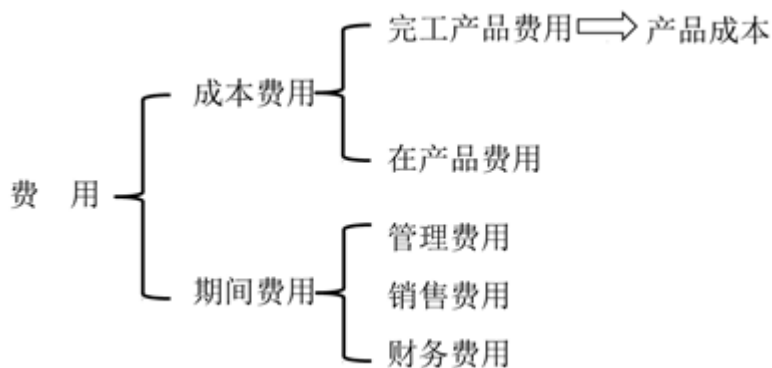 完工产品费用 产品成本
成本费用
在产品费用
费 用
管理费用
期间费用
销售费用
财务费用